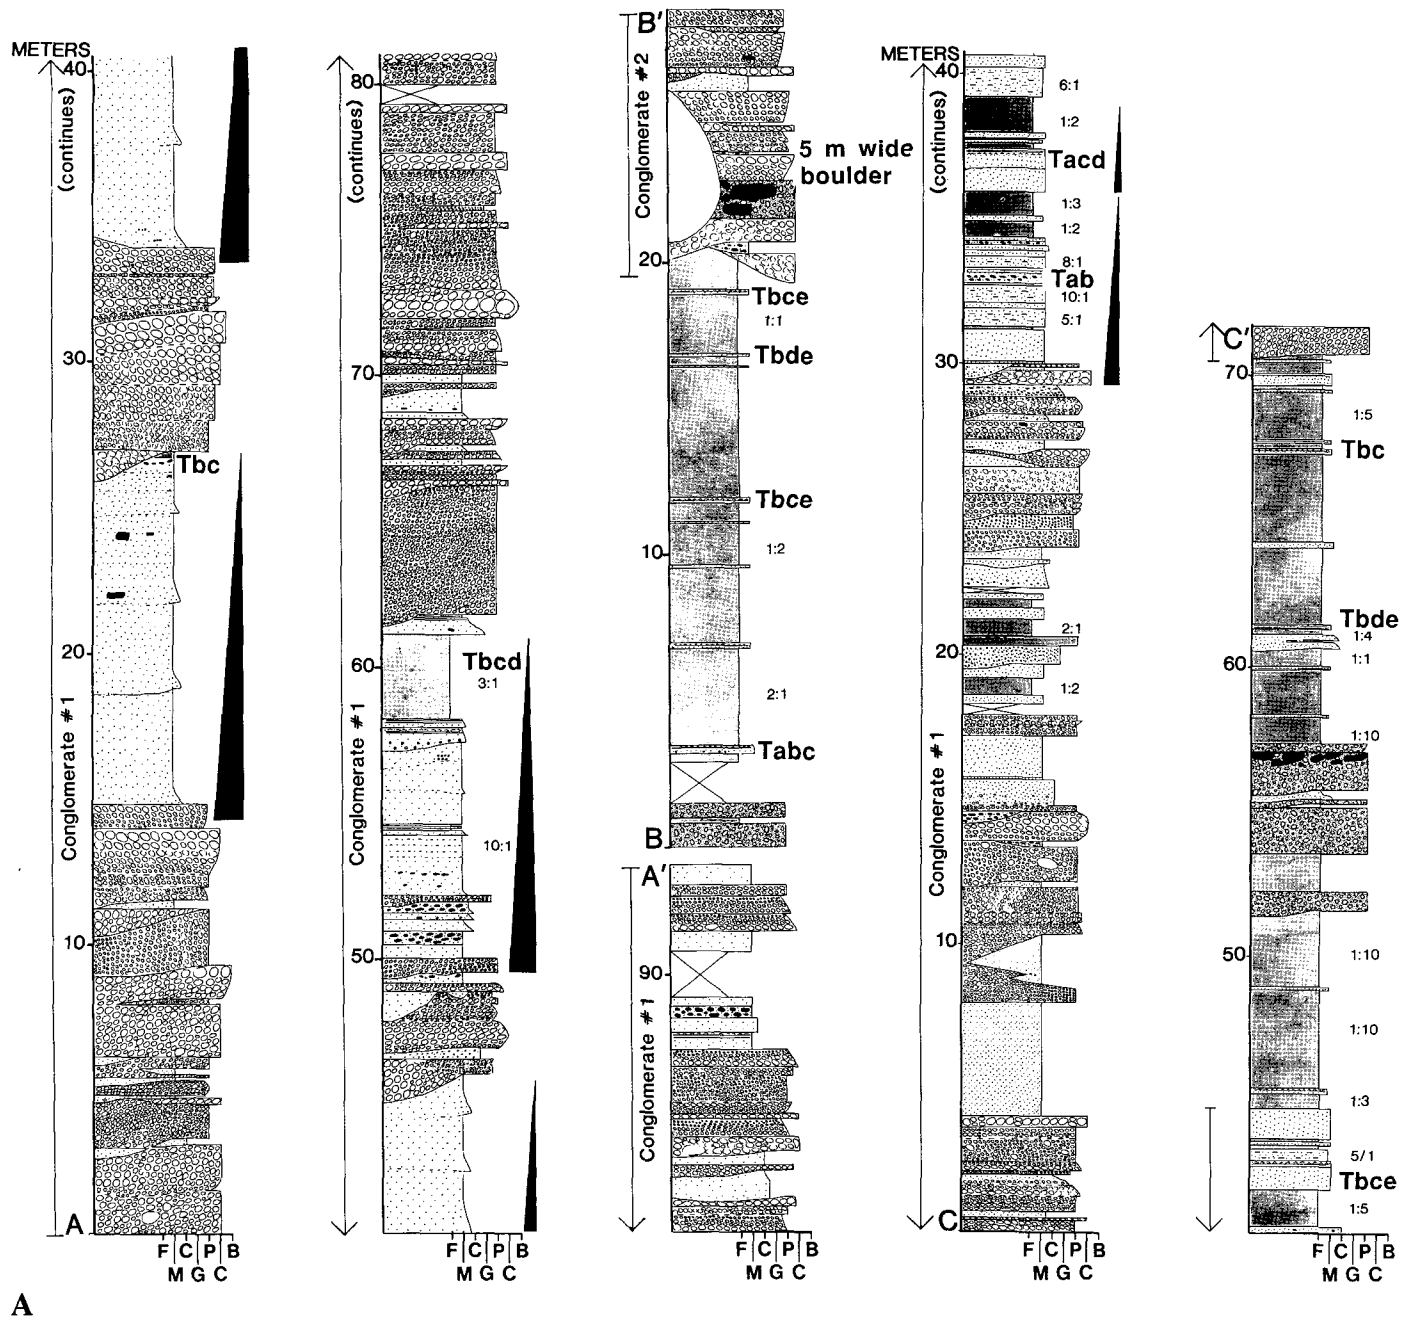 METERS
40
(continues)
30
Tbc
20
Conglomerate #1
10
A
F C P B
M G C
80
(continues)
70
60
Tbcd
3:1
Conglomerate #1
10:1
50
F C P B
M G C
B'
Conglomerate #2
5 m wide
boulder
20
Tbce
1:1
Tbde
Tbce
10
1:2
2:1
Tabc
B
A'
90
Conglomerate #1
F C P B
M G C
METERS
40
6:1
1:2
(continues)
Tacd
1:3
1:2
8:1
Tab
10:1
5:1
30
20
2:1
1:2
Conglomerate #1
10
C
F C P B
M G C
C'
70
1:5
Tbc
Tbde
1:4
1:1
60
1:10
50
1:10
1:10
1:3
5/1
Tbce
1:5
F C P B
M G C
A